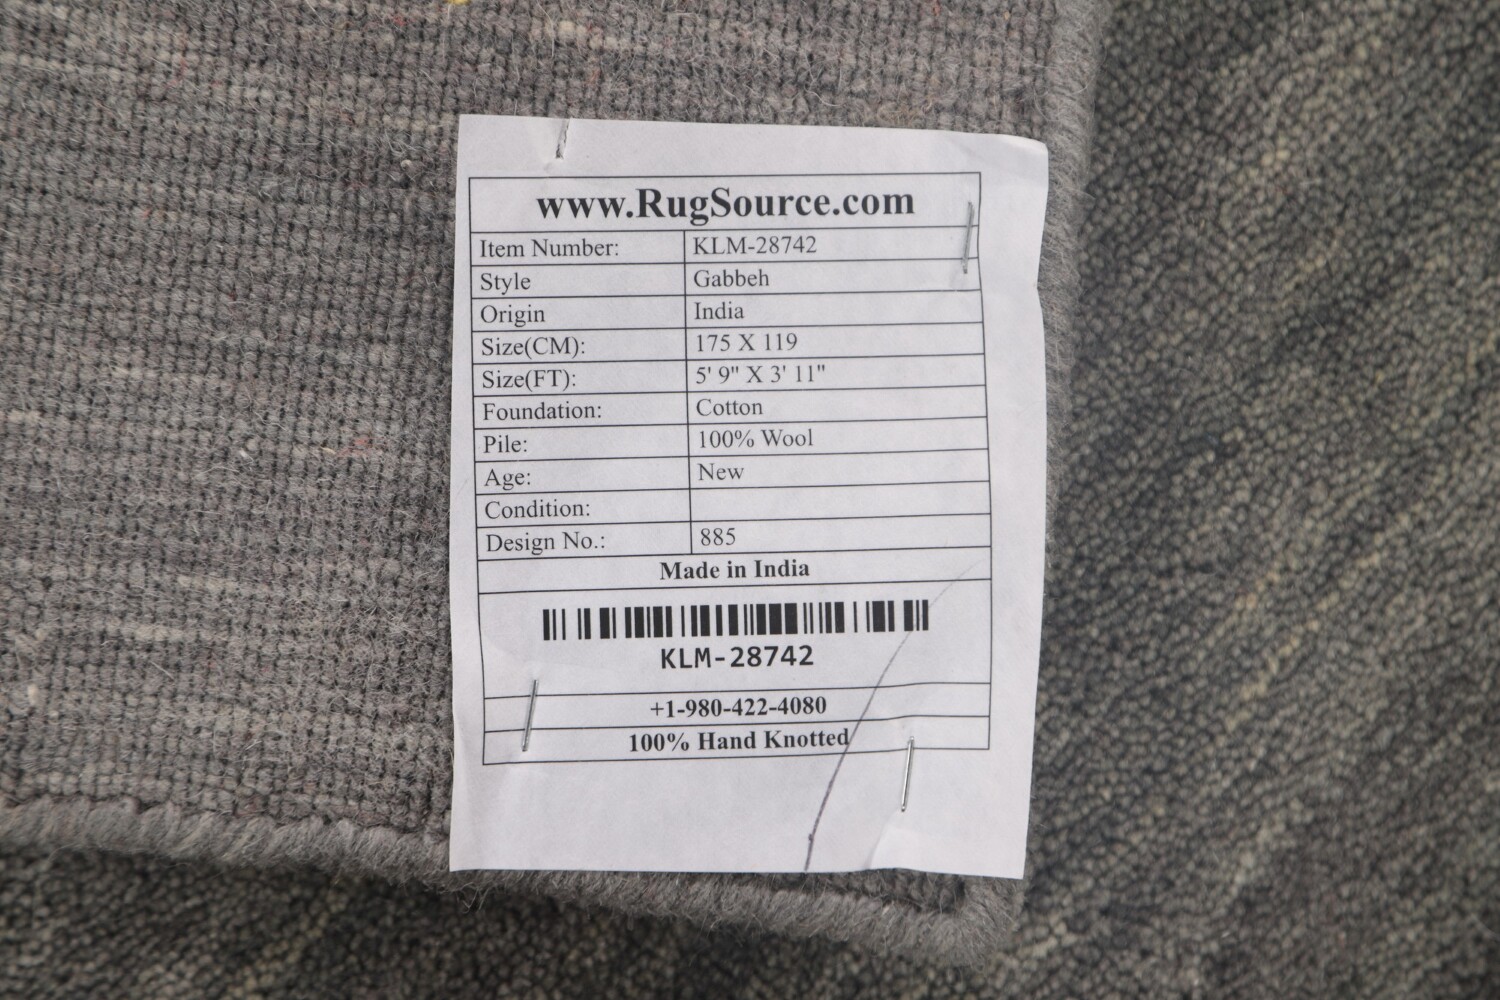 www.RugSource.com
Item Number: KLM-28742
Style Gabbeh
Origin India
Size(CM): 175 X 119
Size(FT): 5' 9" X 3' 11"
Foundation: Cotton
Pile: 100% Wool
Age: New
Condition:
Design No.: 885
Made in India
KLM-28742
+1-980-422-4080
100% Hand Knotted